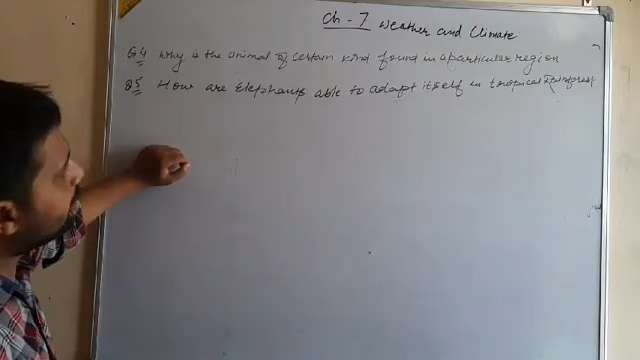 Ch - 7 Weather and Climate
Q4 Why is the animal of certain kind found in a particular region
Q5 How are Elephants able to adapt itself in tropical Rainforest